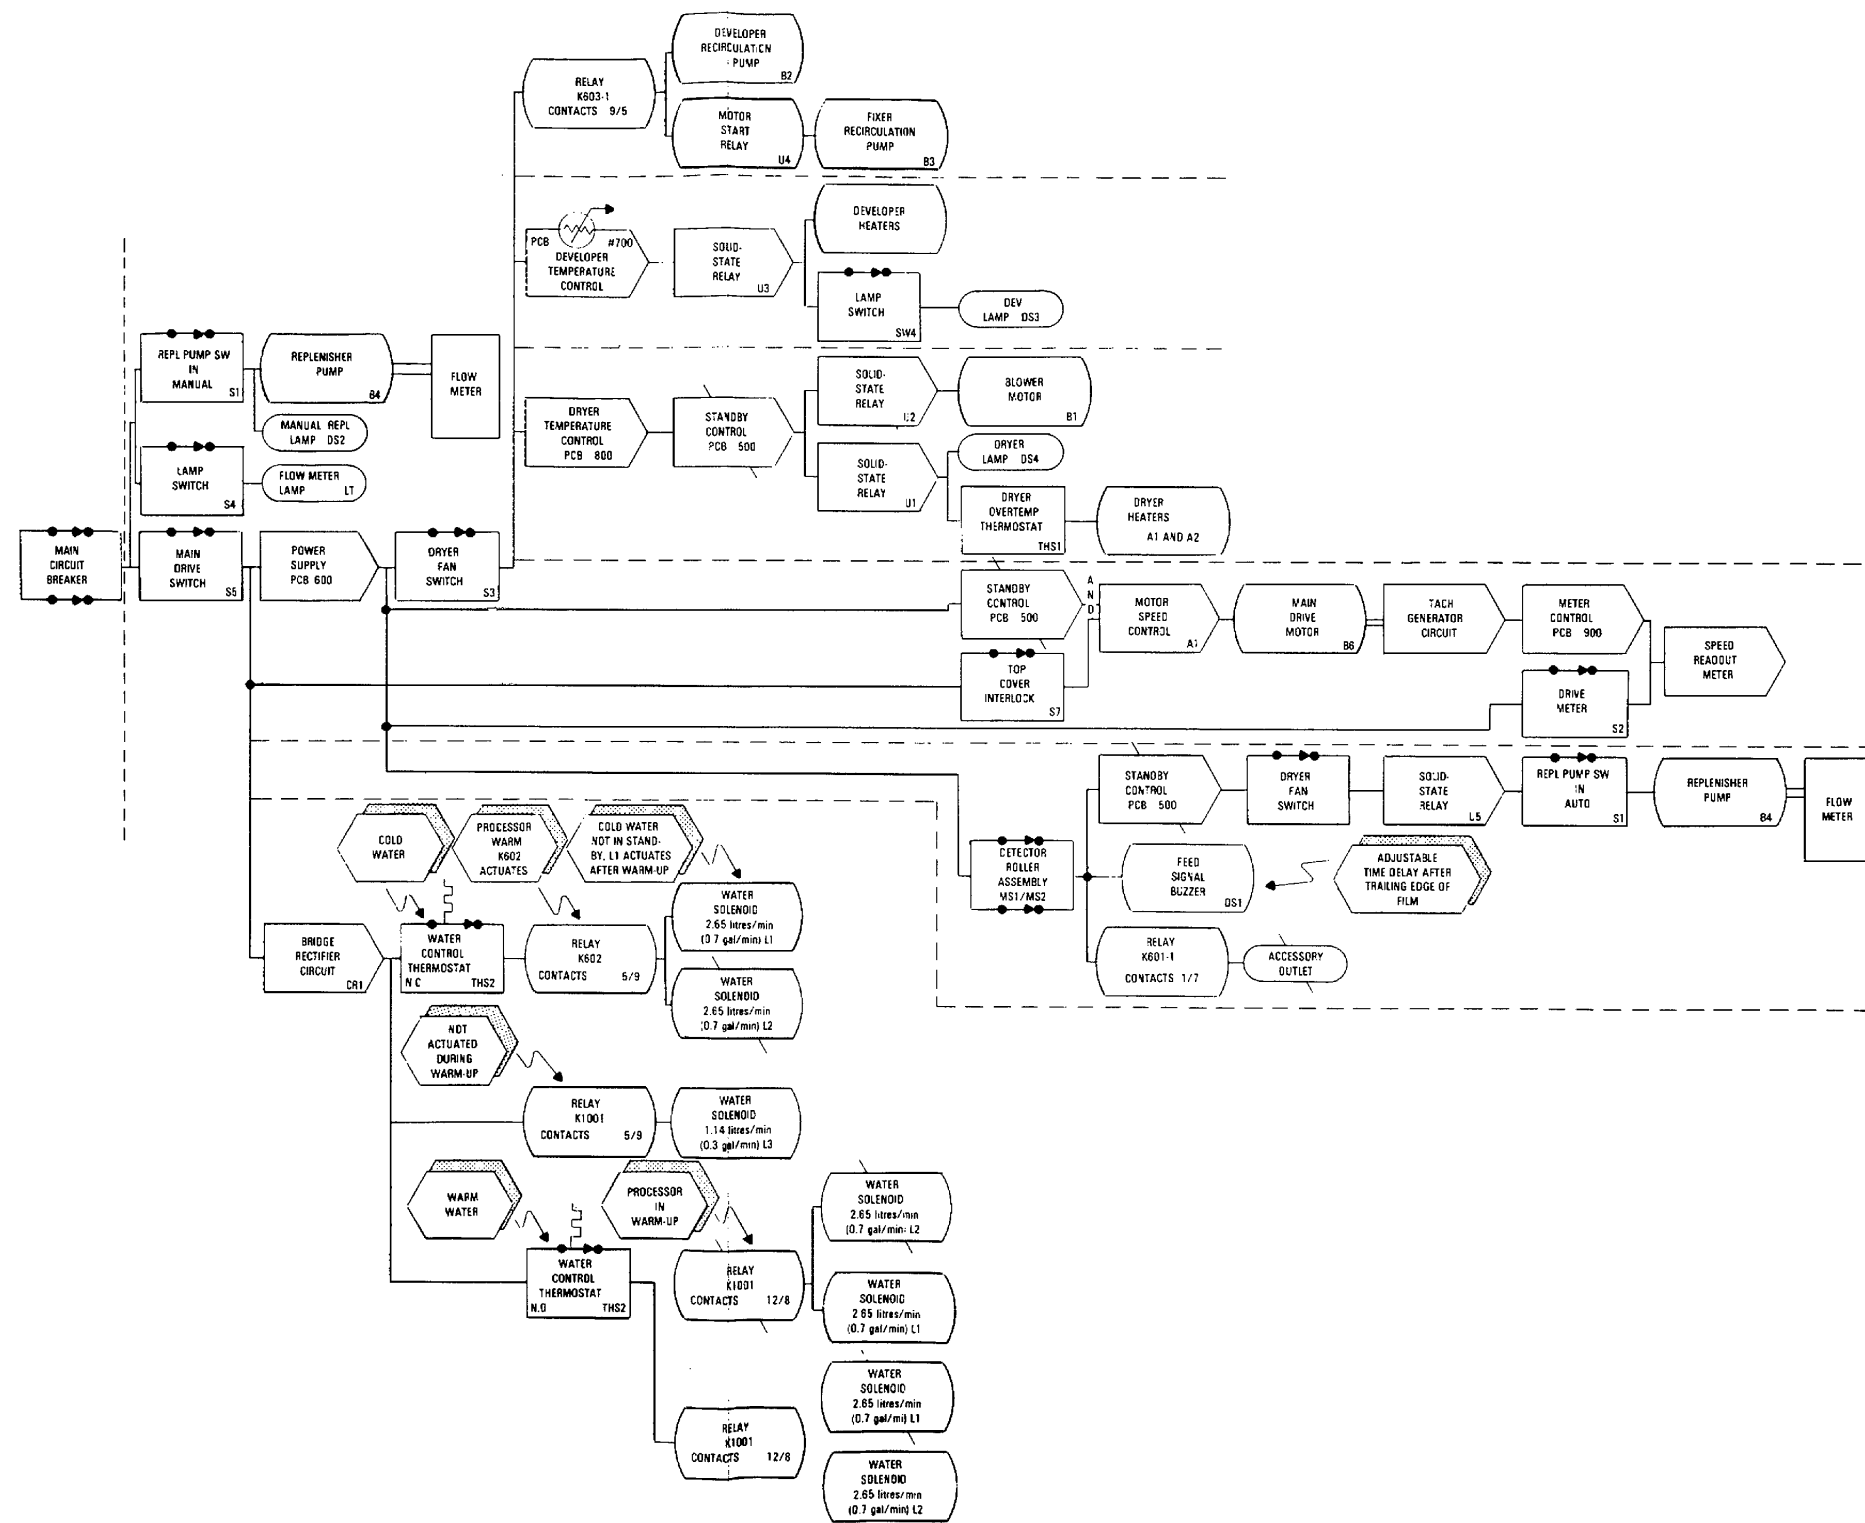 DEVELOPER
RECIRCULATION
PUMP
B2
RELAY
K603-1
CONTACTS 9/5
MOTOR
START
RELAY
U4
FIXER
RECIRCULATION
PUMP
B3
PCB #700
DEVELOPER
TEMPERATURE
CONTROL
SOLID-
STATE
RELAY
U3
DEVELOPER
HEATERS
LAMP
SWITCH
SW4
DEV
LAMP DS3
REPL PUMP SW
IN
MANUAL
S1
REPLENISHER
PUMP
B4
FLOW
METER
MANUAL REPL
LAMP DS2
LAMP
SWITCH
S4
FLOW METER
LAMP LT
DRYER
TEMPERATURE
CONTROL
PCB 800
STANDBY
CONTROL
PCB 500
SOLID-
STATE
RELAY
U2
BLOWER
MOTOR
B1
SOLID-
STATE
RELAY
U1
DRYER
LAMP DS4
DRYER
OVERTEMP
THERMOSTAT
THS1
DRYER
HEATERS
A1 AND A2
MAIN
CIRCUIT
BREAKER
MAIN
DRIVE
SWITCH
S5
POWER
SUPPLY
PCB 600
DRYER
FAN
SWITCH
S3
STANDBY
CONTROL
PCB 500
A
N
D
MOTOR
SPEED
CONTROL
A1
MAIN
DRIVE
MOTOR
B6
TACH
GENERATOR
CIRCUIT
METER
CONTROL
PCB 900
SPEED
READOUT
METER
TOP
COVER
INTERLOCK
S7
DRIVE
METER
S2
STANDBY
CONTROL
PCB 500
DRYER
FAN
SWITCH
SOLID-
STATE
RELAY
U5
REPL PUMP SW
IN
AUTO
S1
REPLENISHER
PUMP
B4
FLOW
METER
DETECTOR
ROLLER
ASSEMBLY
MS1/MS2
FEED
SIGNAL
BUZZER
DS1
ADJUSTABLE
TIME DELAY AFTER
TRAILING EDGE OF
FILM
RELAY
K601-1
CONTACTS 1/7
ACCESSORY
OUTLET
COLD
WATER
PROCESSOR
WARM
K602
ACTUATES
COLD WATER
NOT IN STAND-
BY, L1 ACTUATES
AFTER WARM-UP
BRIDGE
RECTIFIER
CIRCUIT
CR1
WATER
CONTROL
THERMOSTAT
N C THS2
RELAY
K602
CONTACTS 5/9
WATER
SOLENOID
2.65 litres/min
(0.7 gal/min) L1
WATER
SOLENOID
2.65 litres/min
(0.7 gal/min) L2
NOT
ACTUATED
DURING
WARM-UP
RELAY
K1001
CONTACTS 5/9
WATER
SOLENOID
1.14 litres/min
(0.3 gal/min) L3
WARM
WATER
PROCESSOR
IN
WARM-UP
WATER
CONTROL
THERMOSTAT
N.O THS2
RELAY
K1001
CONTACTS 12/8
WATER
SOLENOID
2.65 litres/min
(0.7 gal/min) L2
WATER
SOLENOID
2.65 litres/min
(0.7 gal/min) L1
RELAY
K1001
CONTACTS 12/8
WATER
SOLENOID
2.65 litres/min
(0.7 gal/mi) L1
WATER
SOLENOID
2.65 litres/min
(0.7 gal/min) L2